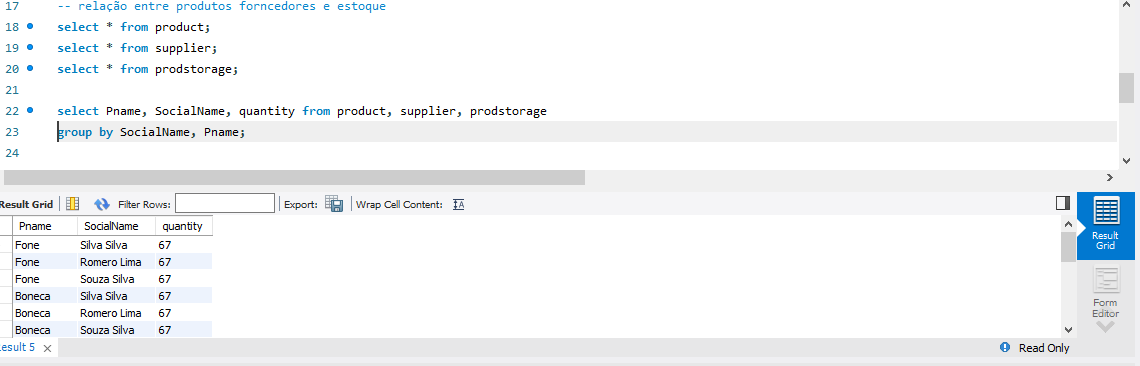 17 -- relação entre produtos forncedores e estoque
18 select * from product;
19 select * from supplier;
20 select * from prodstorage;
21
22 select Pname, SocialName, quantity from product, supplier, prodstorage
23 group by SocialName, Pname;
24
Result Grid Filter Rows: Export: Wrap Cell Content: IA
Pname SocialName quantity
Fone Silva Silva 67
Fone Romero Lima 67
Fone Souza Silva 67
Boneca Silva Silva 67
Boneca Romero Lima 67
Boneca Souza Silva 67
Result
Grid
Form
Editor
esult 5 × Read Only